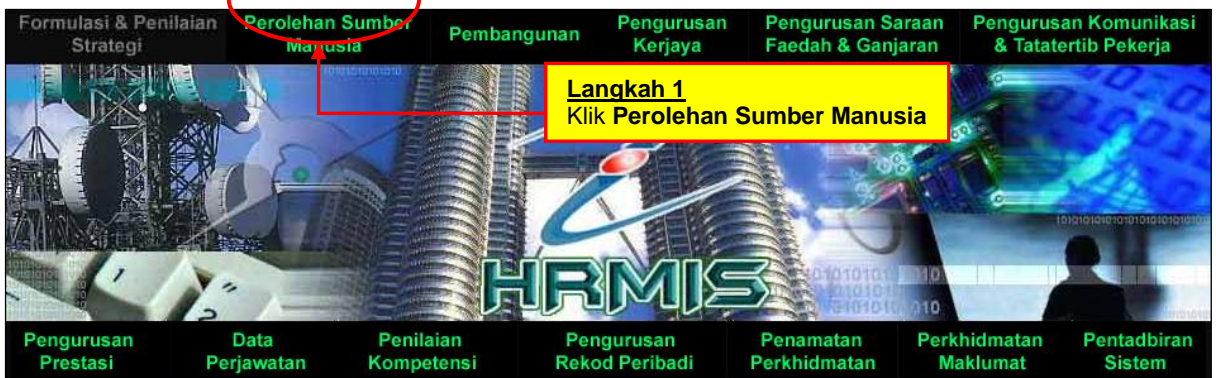 Formulasi & Penilaian
Strategi
Perolehan Sumber
Manusia
Pembangunan
Pengurusan
Kerjaya
Pengurusan Saraan
Faedah & Ganjaran
Pengurusan Komunikasi
& Tatatertib Pekerja
Langkah 1
Klik Perolehan Sumber Manusia
HRMIS
Pengurusan
Prestasi
Data
Perjawatan
Penilaian
Kompetensi
Pengurusan
Rekod Peribadi
Penamatan
Perkhidmatan
Perkhidmatan
Maklumat
Pentadbiran
Sistem